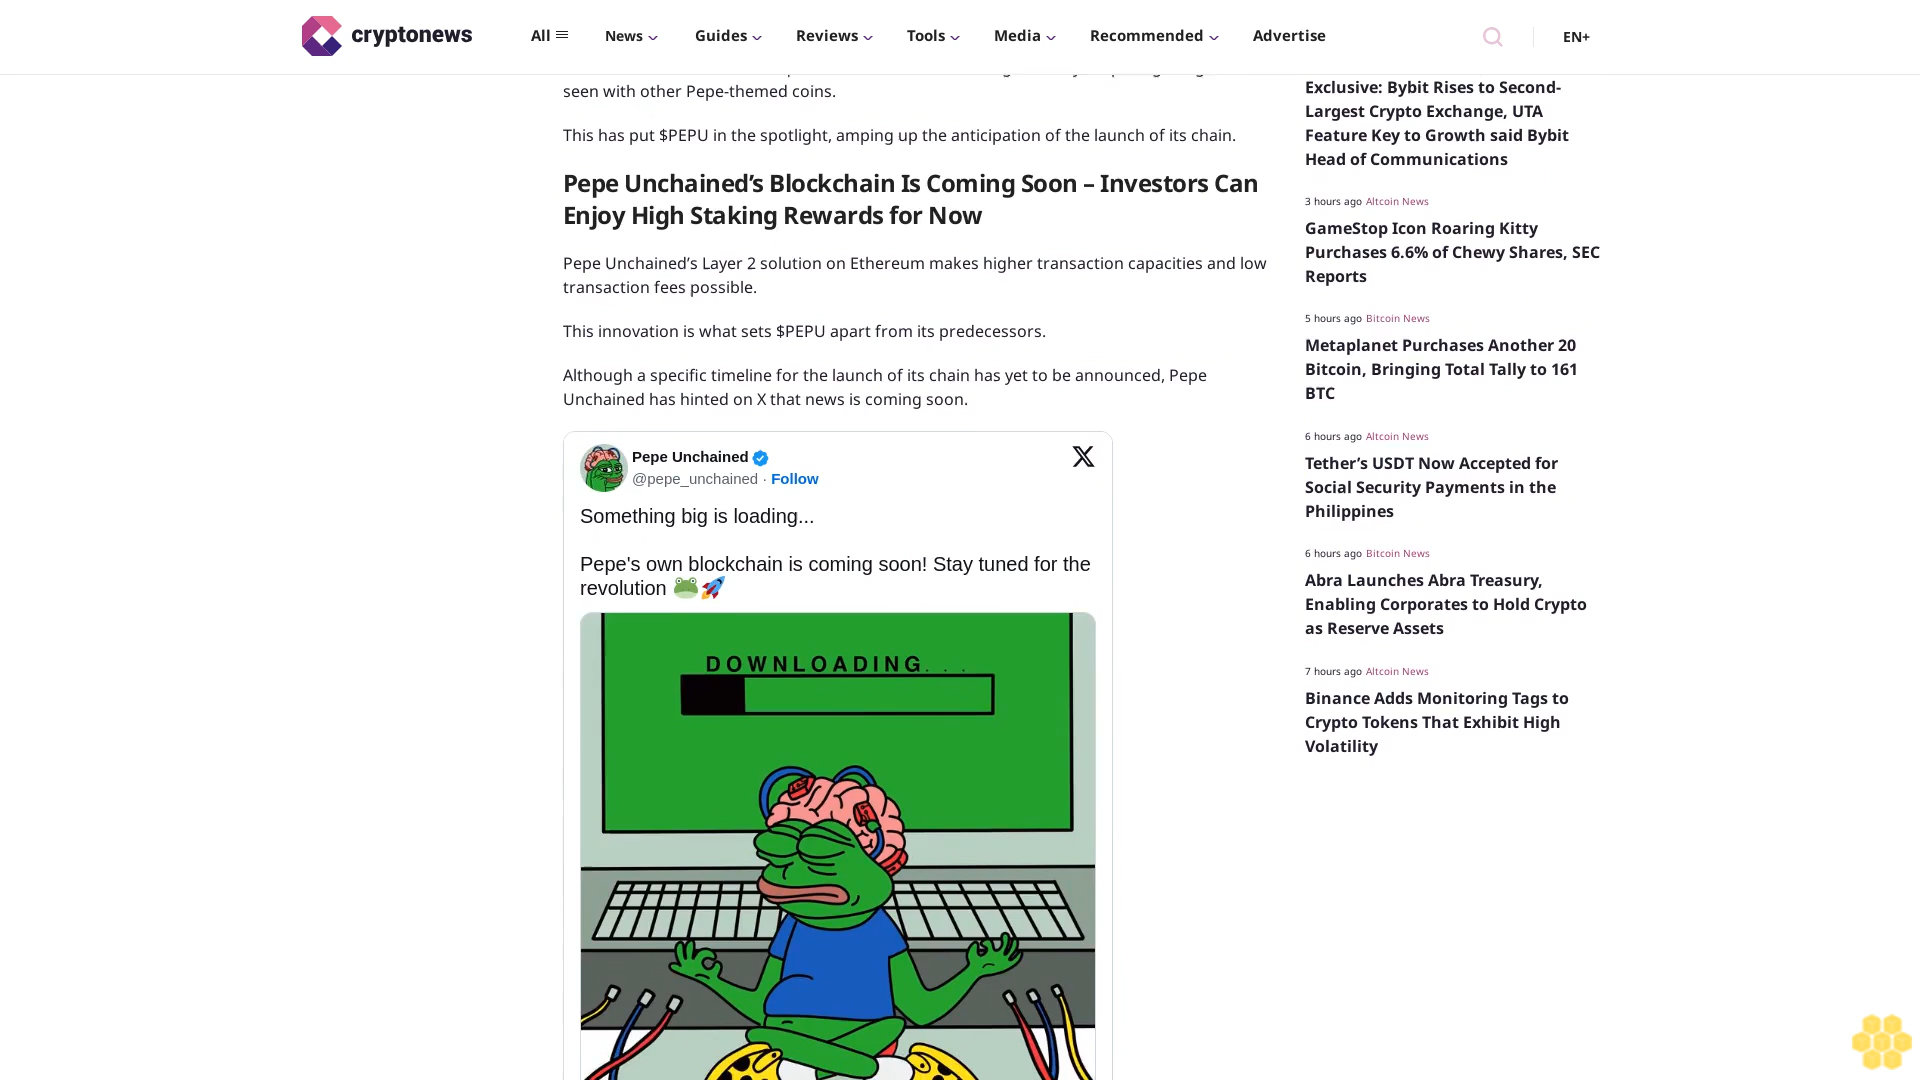 cryptonews
All
News
Guides
Reviews
Tools
Media
Recommended
Advertise
EN+
seen with other Pepe-themed coins.
This has put $PEPU in the spotlight, amping up the anticipation of the launch of its chain.
Pepe Unchained’s Blockchain Is Coming Soon – Investors Can
Enjoy High Staking Rewards for Now
Pepe Unchained’s Layer 2 solution on Ethereum makes higher transaction capacities and low
transaction fees possible.
This innovation is what sets $PEPU apart from its predecessors.
Although a specific timeline for the launch of its chain has yet to be announced, Pepe
Unchained has hinted on X that news is coming soon.
Pepe Unchained
@pepe_unchained · Follow
Something big is loading...
Pepe's own blockchain is coming soon! Stay tuned for the
revolution 🐸🚀
DOWNLOADING...
Exclusive: Bybit Rises to Second-
Largest Crypto Exchange, UTA
Feature Key to Growth said Bybit
Head of Communications
3 hours ago Altcoin News
GameStop Icon Roaring Kitty
Purchases 6.6% of Chewy Shares, SEC
Reports
5 hours ago Bitcoin News
Metaplanet Purchases Another 20
Bitcoin, Bringing Total Tally to 161
BTC
6 hours ago Altcoin News
Tether’s USDT Now Accepted for
Social Security Payments in the
Philippines
6 hours ago Bitcoin News
Abra Launches Abra Treasury,
Enabling Corporates to Hold Crypto
as Reserve Assets
7 hours ago Altcoin News
Binance Adds Monitoring Tags to
Crypto Tokens That Exhibit High
Volatility